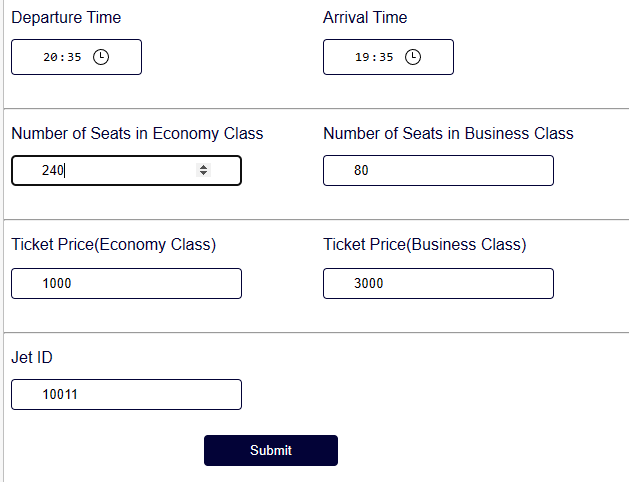 Departure Time Arrival Time
20:35 19:35
Number of Seats in Economy Class Number of Seats in Business Class
240 80
Ticket Price(Economy Class) Ticket Price(Business Class)
1000 3000
Jet ID
10011
Submit